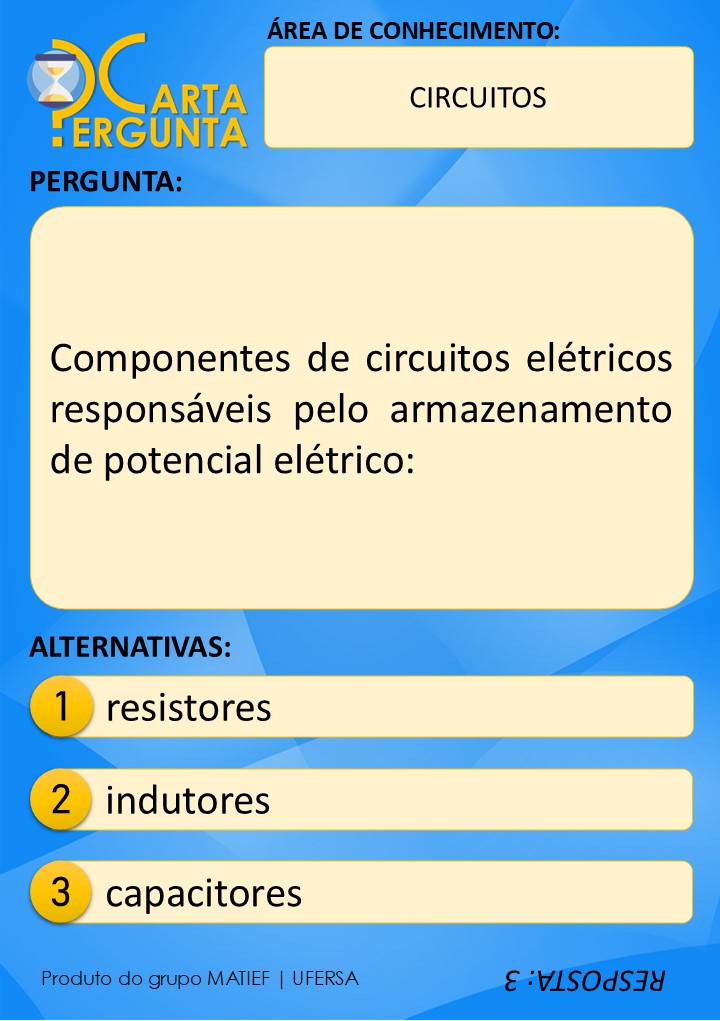 ÁREA DE CONHECIMENTO:
CARTA
PERGUNTA
CIRCUITOS
PERGUNTA:
Componentes de circuitos elétricos
responsáveis pelo armazenamento
de potencial elétrico:
ALTERNATIVAS:
1 resistores
2 indutores
3 capacitores
Produto do grupo MATIEF | UFERSA
RESPOSTA: 3